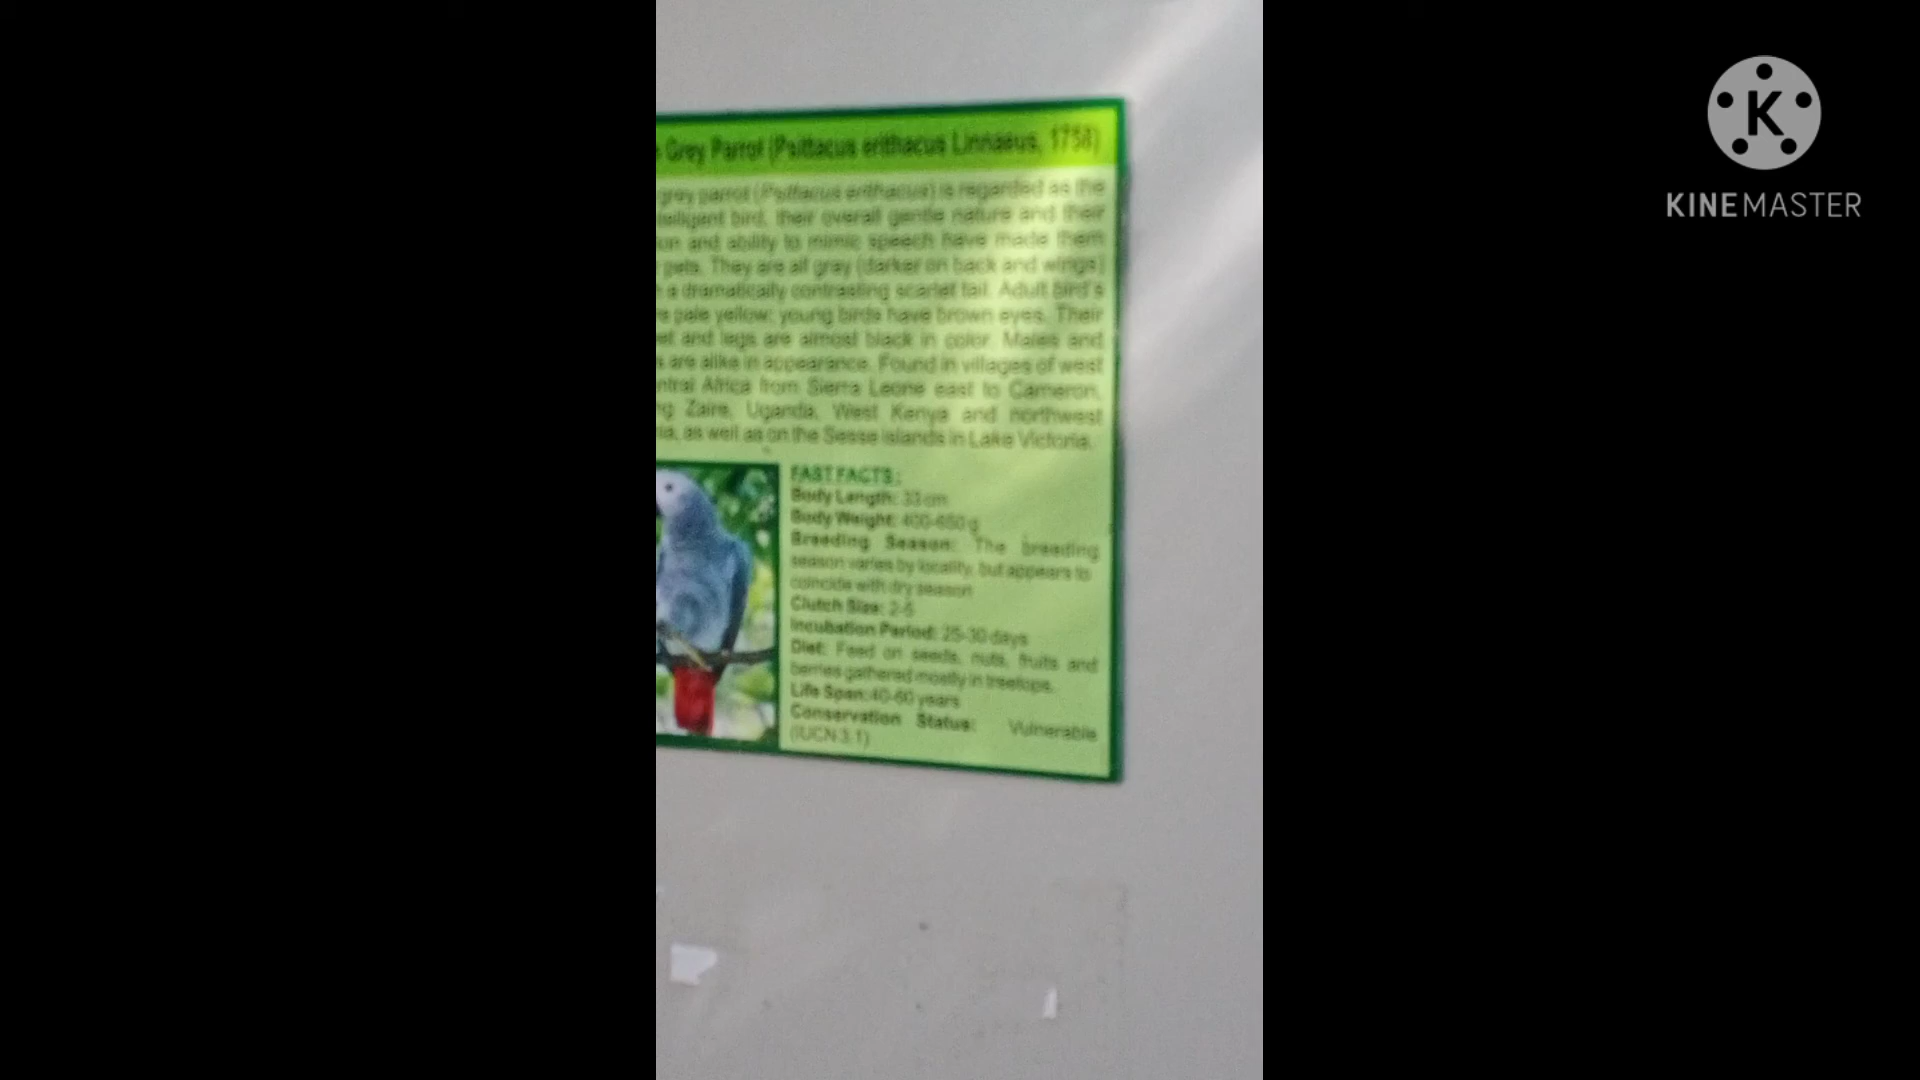 Grey Parrot (Psittacus erithacus Linnaeus, 1758)
grey parrot (Psittacus erithacus) is regarded as the
bird, their overall gentle nature and their
and ability to mimic speech have made them
pets. They are all gray (darker on back and wings)
a dramatically contrasting scarlet tail. Adult bird's
pale yellow; young birds have brown eyes. Their
and legs are almost black in color. Males and
are alike in appearance. Found in villages of west
Africa from Sierra Leone east to Cameron,
Zaire, Uganda, West Kenya and northwest
as well as on the Sesse islands in Lake Victoria.
FAST FACTS:
Body Length: 33 cm
Body Weight:
Breeding Season: The breeding
season varies by locality, but appears to
coincide with dry season
Clutch Size:
Incubation Period: 25-30 days
Diet: Feed on seeds, nuts, fruits and
berries gathered mostly in treetops.
Life Span: 40-60 years
Conservation Status: Vulnerable
(IUCN 3.1)
K
KINEMASTER